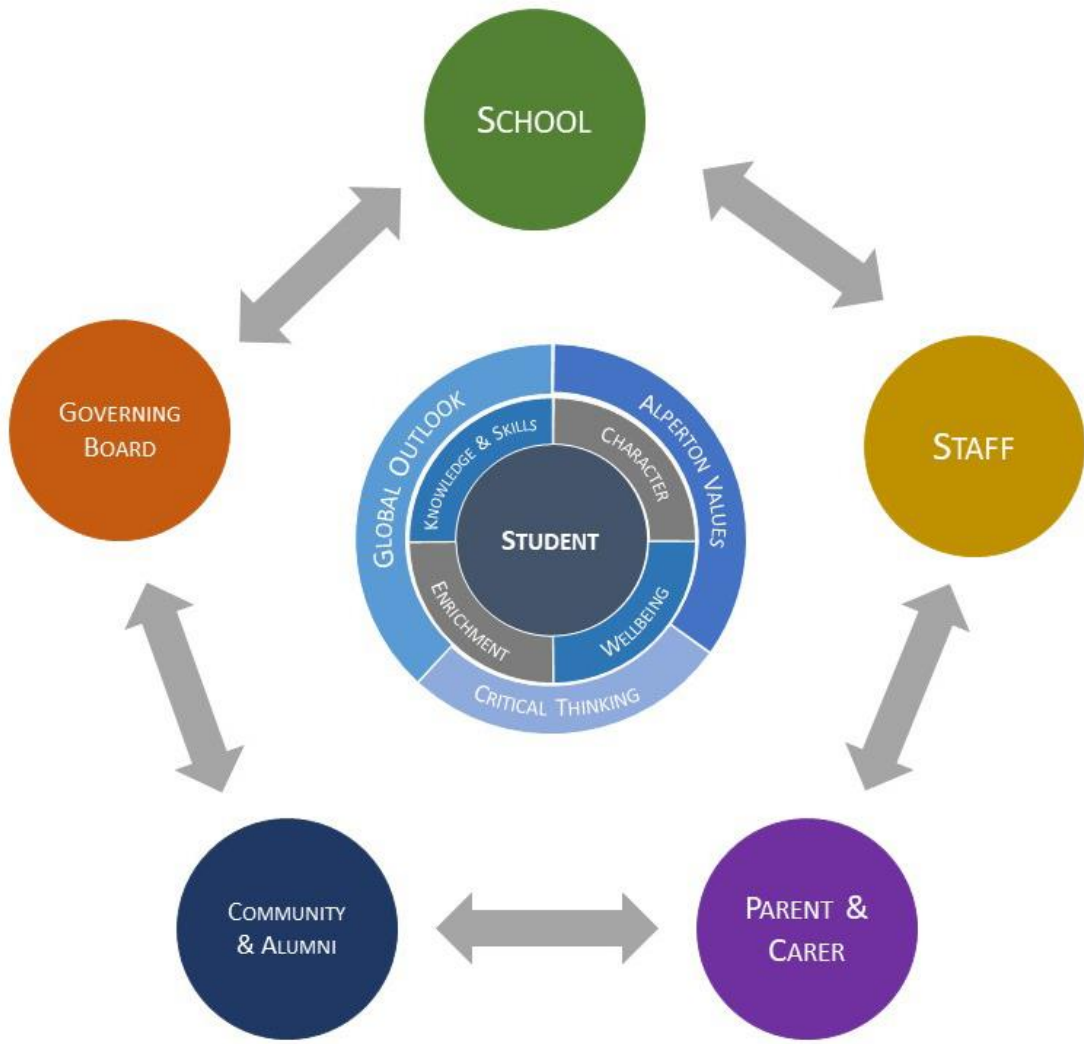 SCHOOL
GOVERNING
BOARD
STAFF
GLOBAL OUTLOOK
ALPERTON VALUES
KNOWLEDGE & SKILLS
CHARACTER
STUDENT
ENRICHMENT
WELLBEING
CRITICAL THINKING
COMMUNITY
& ALUMNI
PARENT &
CARER